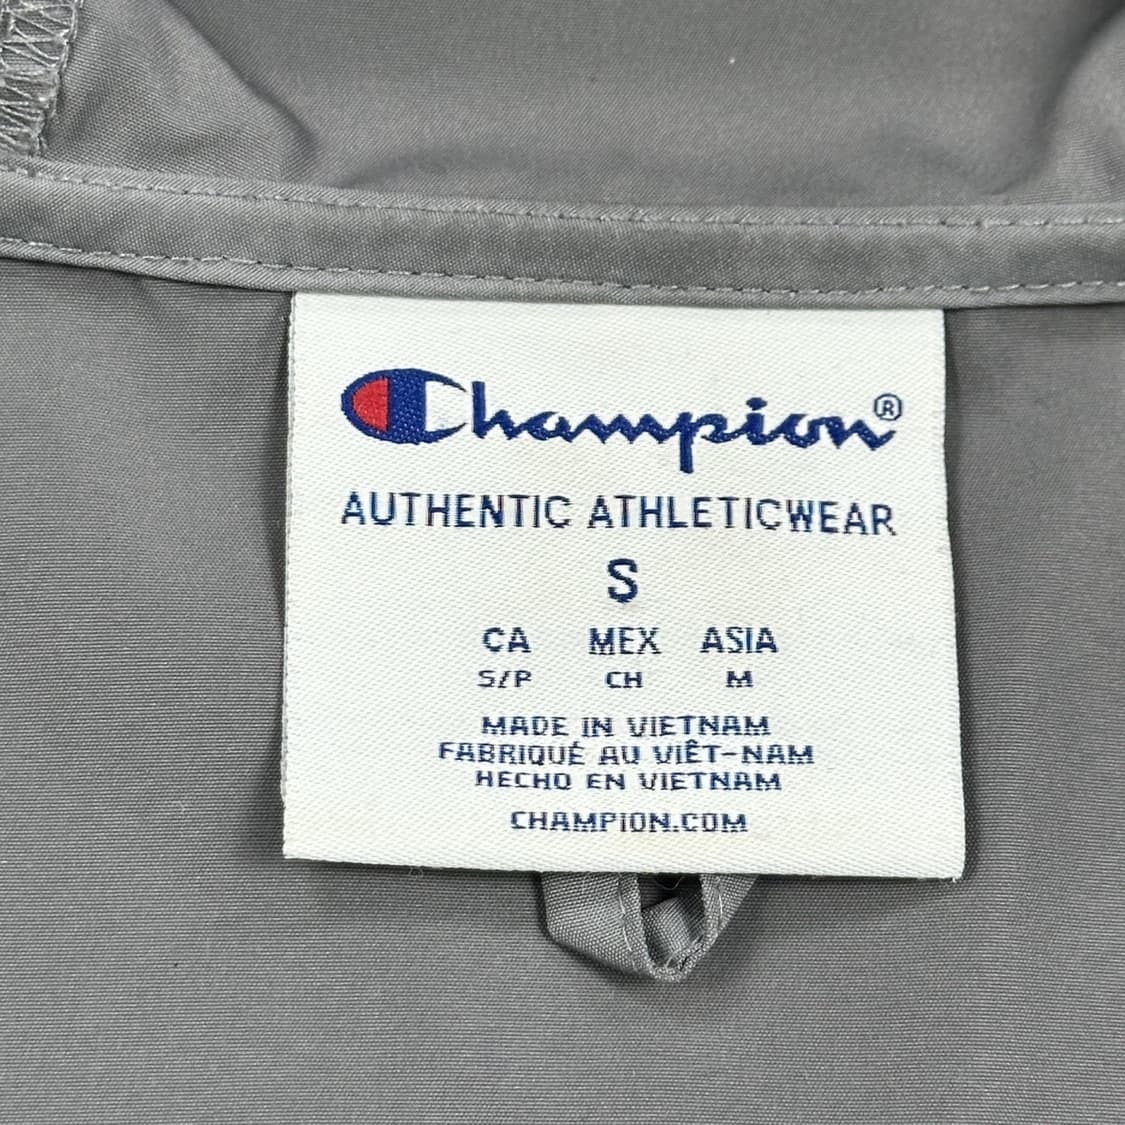 Champion®
AUTHENTIC ATHLETICWEAR
S
CA MEX ASIA
S/P CH M
MADE IN VIETNAM
FABRIQUÉ AU VIÊT-NAM
HECHO EN VIETNAM
CHAMPION.COM